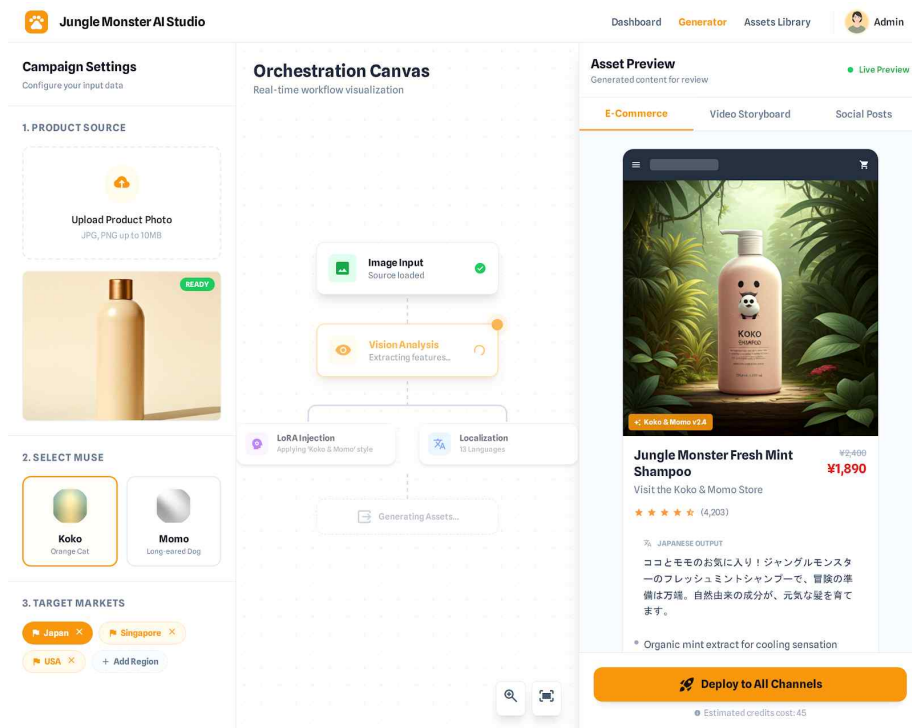 Jungle Monster AI Studio
Dashboard
Generator
Assets Library
Admin
Campaign Settings
Configure your input data
1. PRODUCT SOURCE
Upload Product Photo
JPG, PNG up to 10MB
READY
2. SELECT MUSE
Koko
Orange Cat
Momo
Long-eared Dog
3. TARGET MARKETS
Japan ×
Singapore ×
USA ×
+ Add Region
Orchestration Canvas
Real-time workflow visualization
Image Input
Source loaded
Vision Analysis
Extracting features...
LoRA Injection
Applying 'Koko & Momo' style
Localization
13 Languages
Generating Assets...
Asset Preview
Generated content for review
Live Preview
E-Commerce
Video Storyboard
Social Posts
KOKO
SHAMPOO
Koko & Momo v2.4
Jungle Monster Fresh Mint
Shampoo
¥2,400
¥1,890
Visit the Koko & Momo Store
(4,203)
JAPANESE OUTPUT
ココとモモのお気に入り！ジャングルモンスタ
ーのフレッシュミントシャンプーで、冒険の準
備は万端。自然由来の成分が、元気な髪を育て
ます。
* Organic mint extract for cooling sensation
Deploy to All Channels
Estimated credits cost: 45